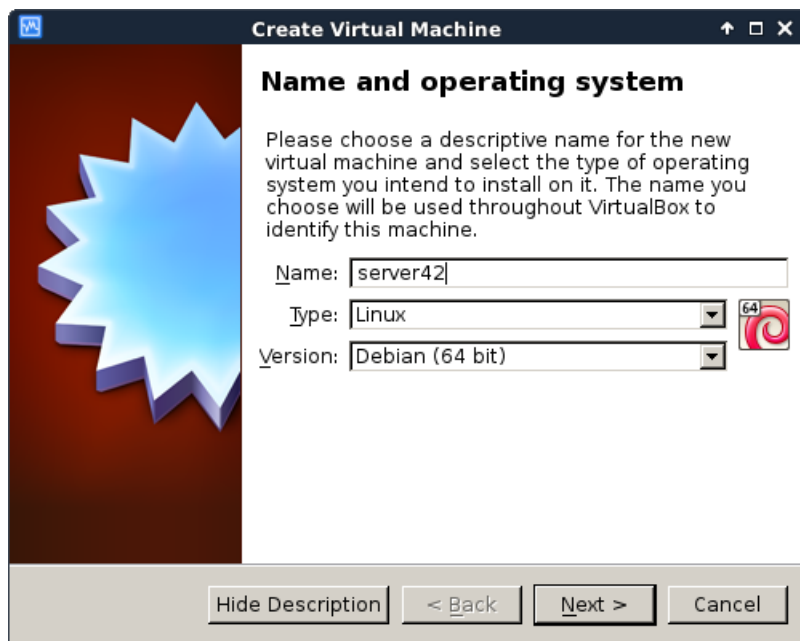 Create Virtual Machine
Name and operating system
Please choose a descriptive name for the new
virtual machine and select the type of operating
system you intend to install on it. The name you
choose will be used throughout VirtualBox to
identify this machine.
Name: server42
Type: Linux
64
Version: Debian (64 bit)
Hide Description < Back Next > Cancel